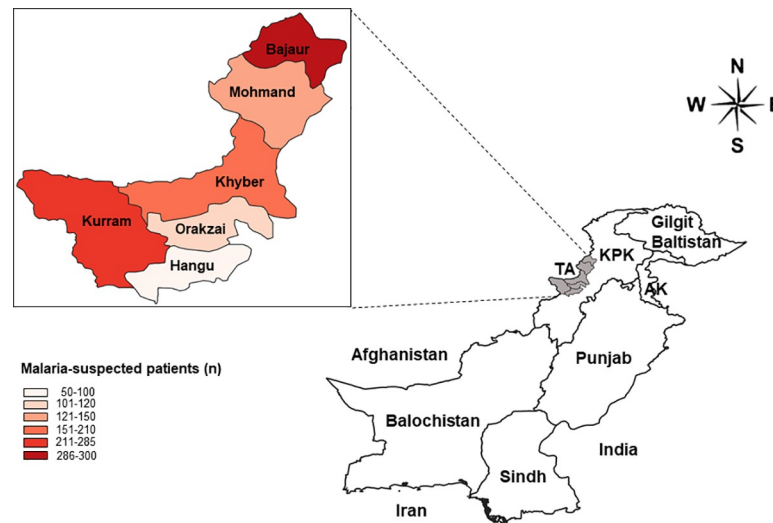 Bajaur
Mohmand
Khyber
Kurram
Orakzai
Hangu
N
W
S
Gilgit
Baltistan
KPK
TA
AK
Afghanistan
Punjab
Balochistan
India
Sindh
Iran
Malaria-suspected patients (n)
50-100
101-120
121-150
151-210
211-285
286-300